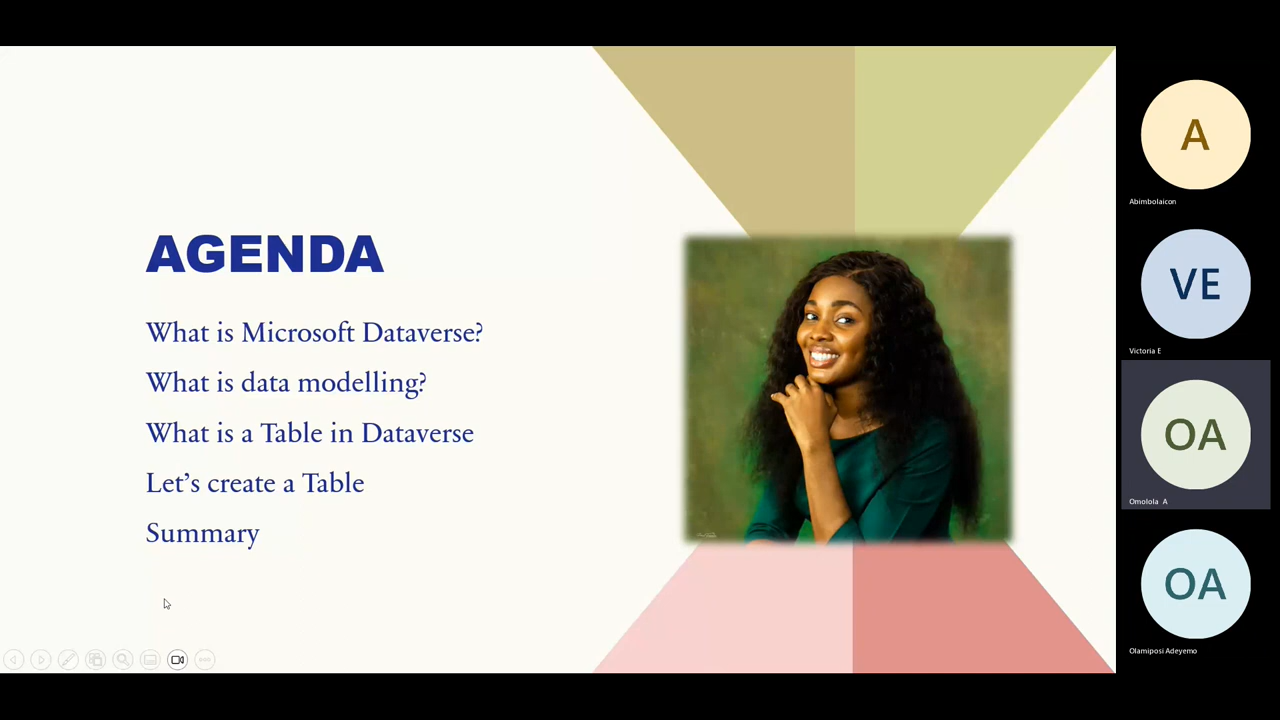 AGENDA
What is Microsoft Dataverse?
What is data modelling?
What is a Table in Dataverse
Let’s create a Table
Summary
A
Abimbolaicon
VE
Victoria E
OA
Omolola A
OA
Olamiposi Adeyemo